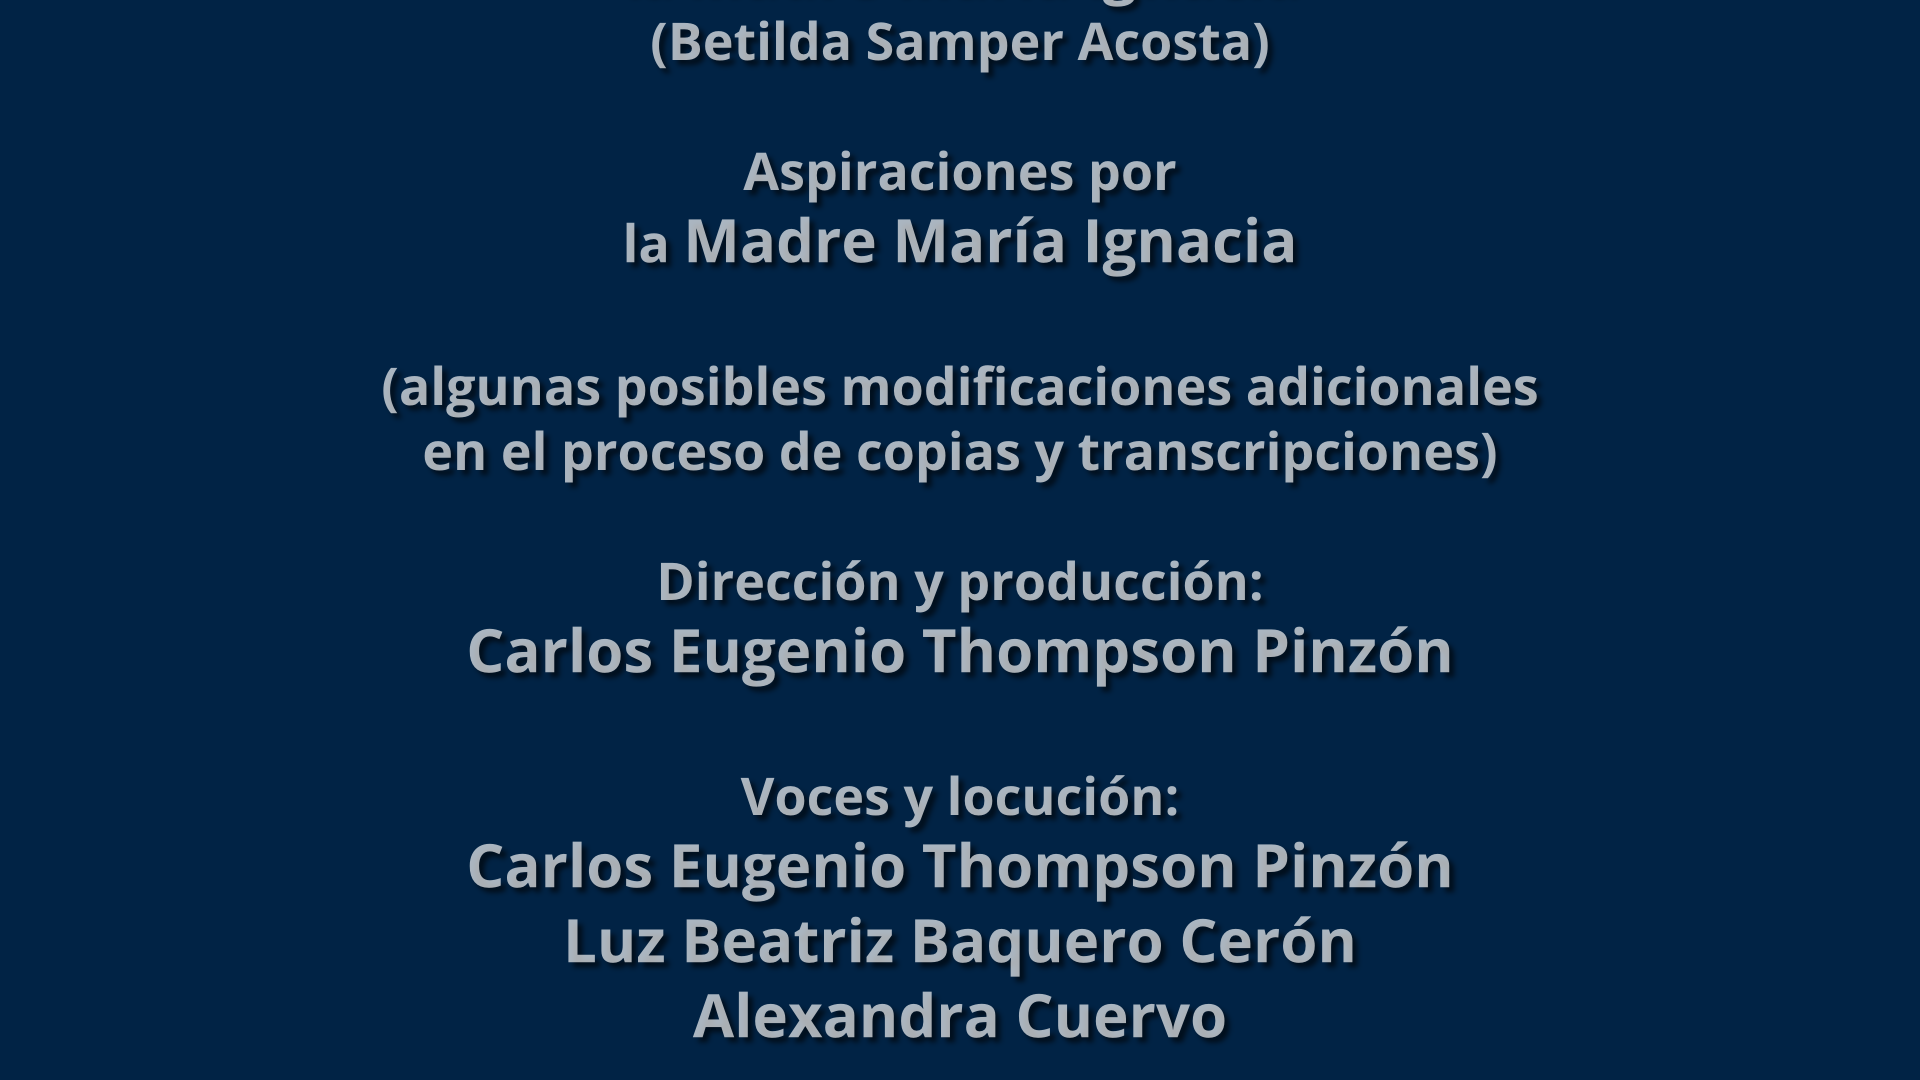 (Betilda Samper Acosta)
Aspiraciones por
la Madre María Ignacia
(algunas posibles modificaciones adicionales
en el proceso de copias y transcripciones)
Dirección y producción:
Carlos Eugenio Thompson Pinzón
Voces y locución:
Carlos Eugenio Thompson Pinzón
Luz Beatriz Baquero Cerón
Alexandra Cuervo